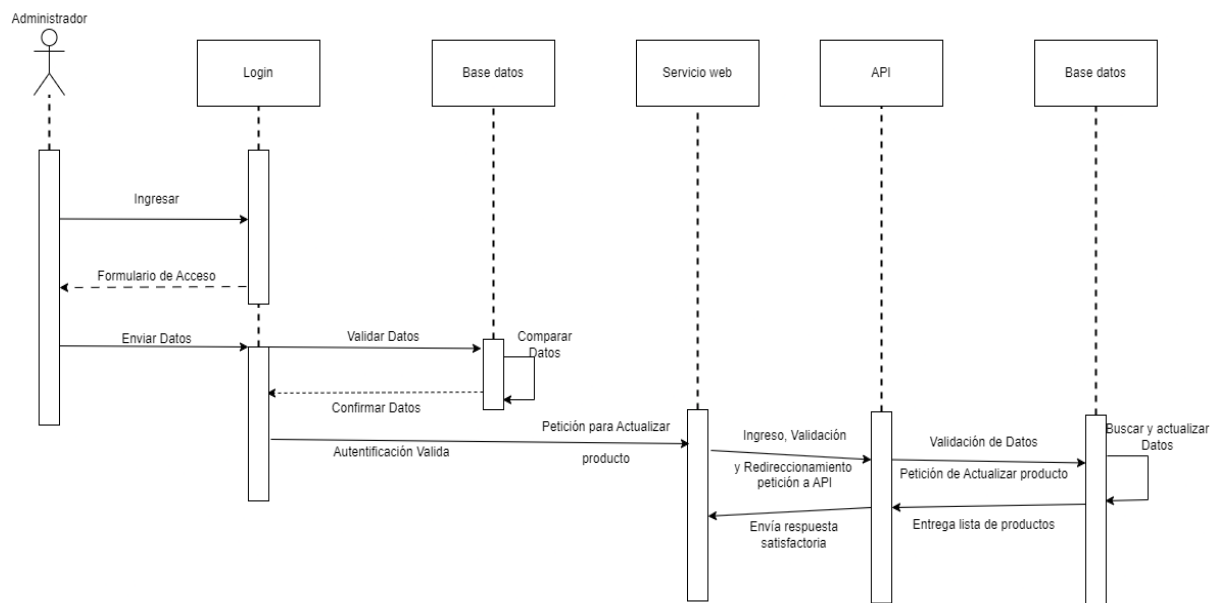 Administrador
Login
Base datos
Servicio web
API
Base datos
Ingresar
Formulario de Acceso
Enviar Datos
Validar Datos
Comparar
Datos
Confirmar Datos
Autentificación Valida
Petición para Actualizar
producto
Ingreso, Validación
y Redireccionamiento
petición a API
Validación de Datos
Petición de Actualizar producto
Buscar y actualizar
Datos
Entrega lista de productos
Envía respuesta
satisfactoria